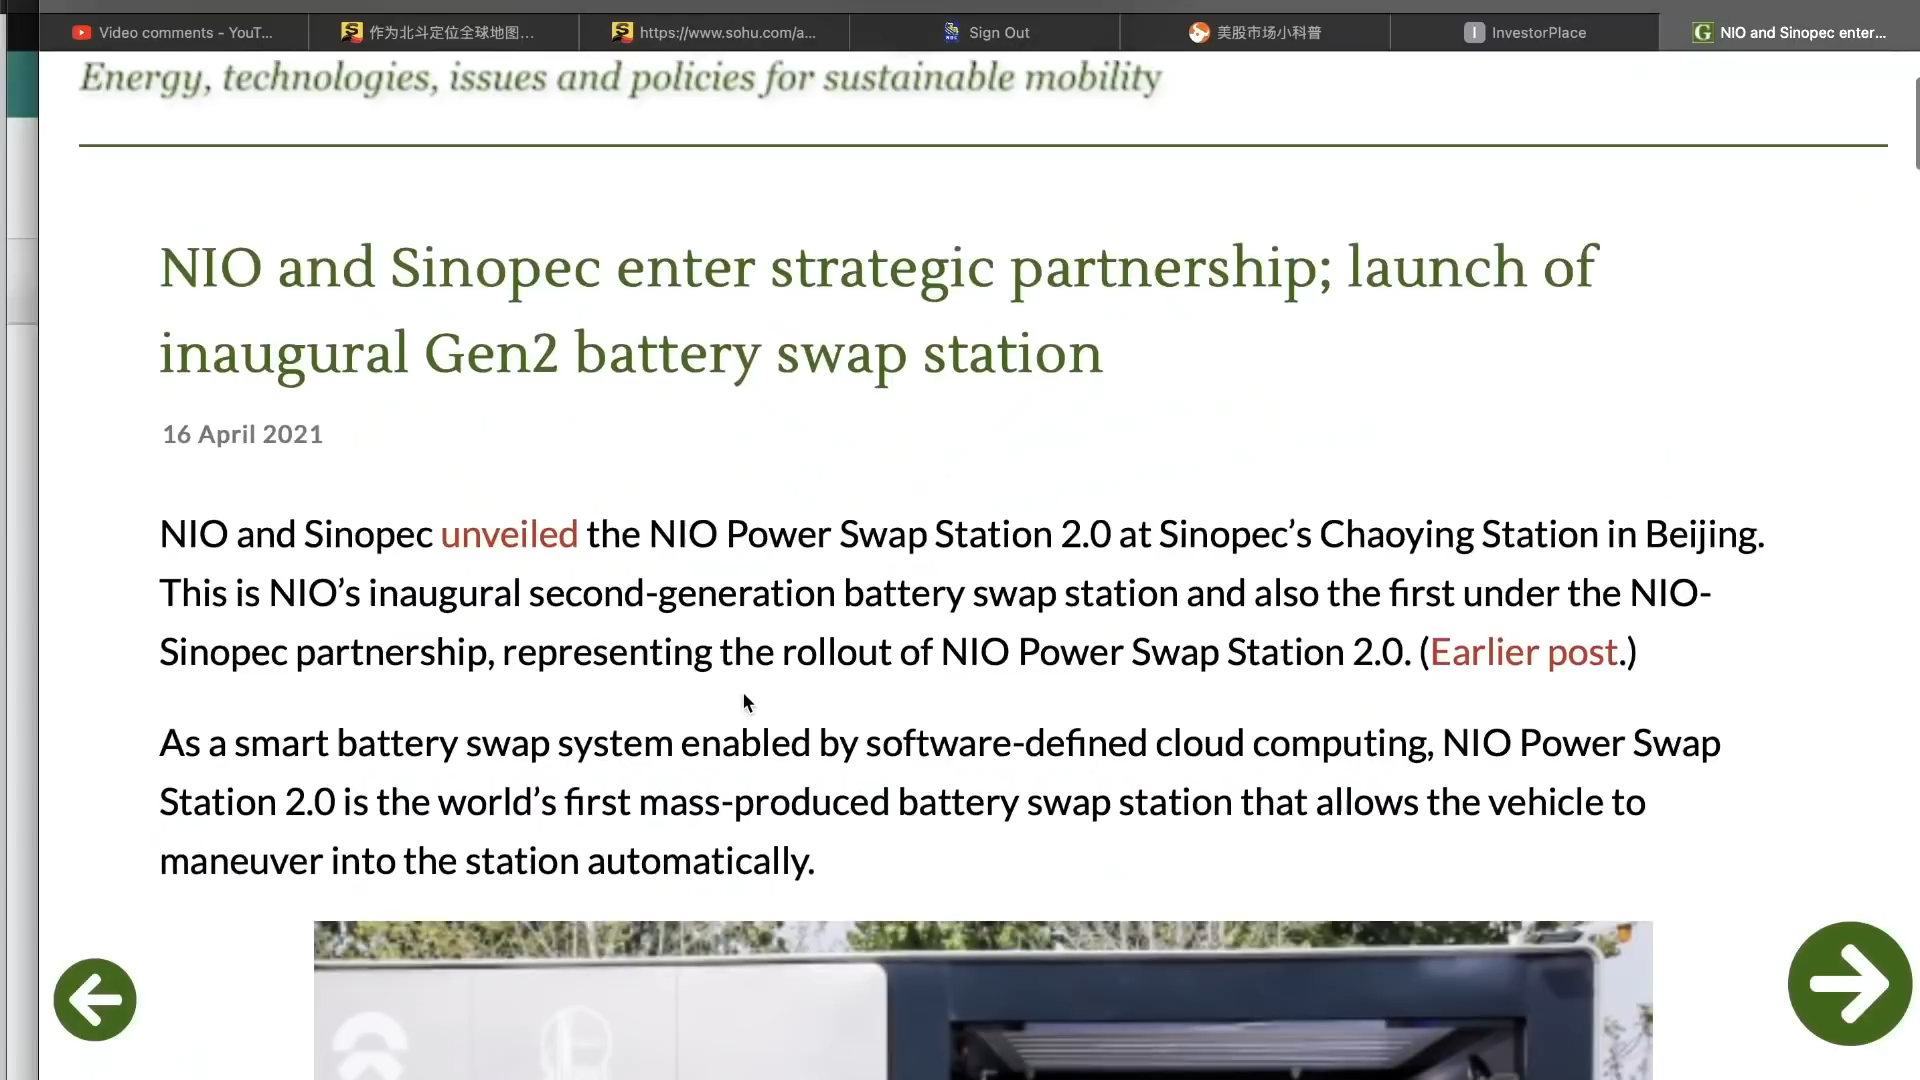 Video comments - YouT...
作为北斗定位全球地图...
https://www.sohu.com/a...
Sign Out
美股市场小科普
InvestorPlace
NIO and Sinopec enter...
Energy, technologies, issues and policies for sustainable mobility
NIO and Sinopec enter strategic partnership; launch of
inaugural Gen2 battery swap station
16 April 2021
NIO and Sinopec unveiled the NIO Power Swap Station 2.0 at Sinopec’s Chaoying Station in Beijing.
This is NIO’s inaugural second-generation battery swap station and also the first under the NIO-
Sinopec partnership, representing the rollout of NIO Power Swap Station 2.0. (Earlier post.)
As a smart battery swap system enabled by software-defined cloud computing, NIO Power Swap
Station 2.0 is the world’s first mass-produced battery swap station that allows the vehicle to
maneuver into the station automatically.